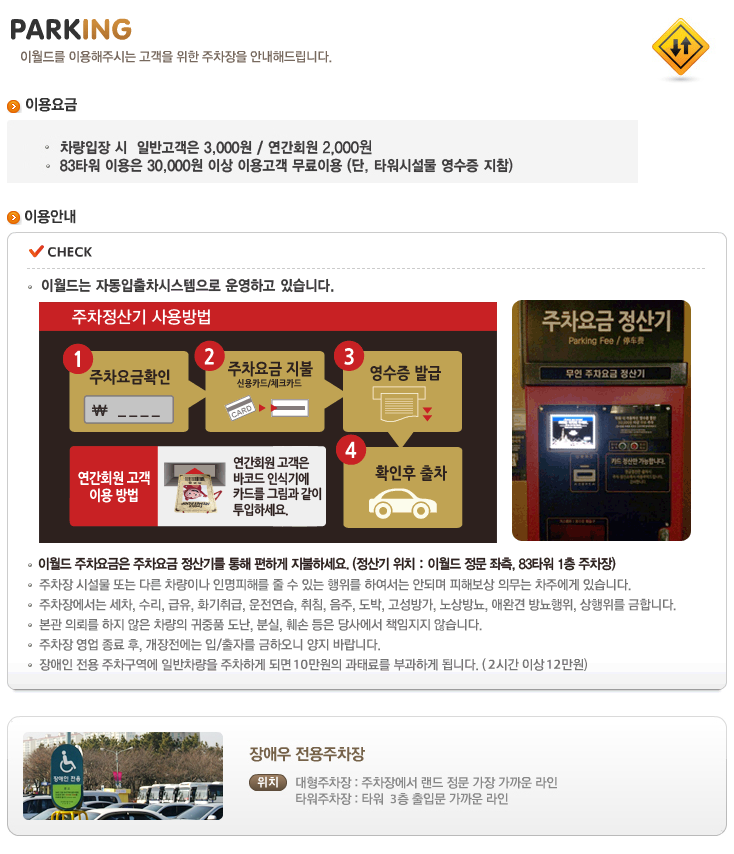 PARKING
이월드를 이용해주시는 고객을 위한 주차장을 안내해드립니다.
이용요금
차량입장 시 일반고객은 3,000원 / 연간회원 2,000원
83타워 이용은 30,000원 이상 이용고객 무료이용 (단, 타워시설물 영수증 지참)
이용안내
CHECK
이월드는 자동입출차시스템으로 운영하고 있습니다.
주차정산기 사용방법
1
주차요금확인
₩ _ _ _ _
2
주차요금 지불
신용카드/체크카드
CARD
3
영수증 발급
4
확인후 출차
연간회원 고객
이용 방법
연간회원 고객은
바코드 인식기에
카드를 그림과 같이
투입하세요.
주차요금 정산기
Parking Fee / 停车费
무인 주차요금 정산기
카드 정산만 가능합니다.
이월드 주차요금은 주차요금 정산기를 통해 편하게 지불하세요. (정산기 위치 : 이월드 정문 좌측, 83타워 1층 주차장)
주차장 시설물 또는 다른 차량이나 인명피해를 줄 수 있는 행위를 하여서는 안되며 피해보상 의무는 차주에게 있습니다.
주차장에서는 세차, 수리, 급유, 화기취급, 운전연습, 취침, 음주, 도박, 고성방가, 노상방뇨, 애완견 방뇨행위, 상행위를 금합니다.
본관 의뢰를 하지 않은 차량의 귀중품 도난, 분실, 훼손 등은 당사에서 책임지지 않습니다.
주차장 영업 종료 후, 개장전에는 입/출차를 금하오니 양지 바랍니다.
장애인 전용 주차구역에 일반차량을 주차하게 되면 10만원의 과태료를 부과하게 됩니다. ( 2시간 이상 12만원)
장애인 전용
장애우 전용주차장
위치
대형주차장 : 주차장에서 랜드 정문 가장 가까운 라인
타워주차장 : 타워 3층 출입문 가까운 라인